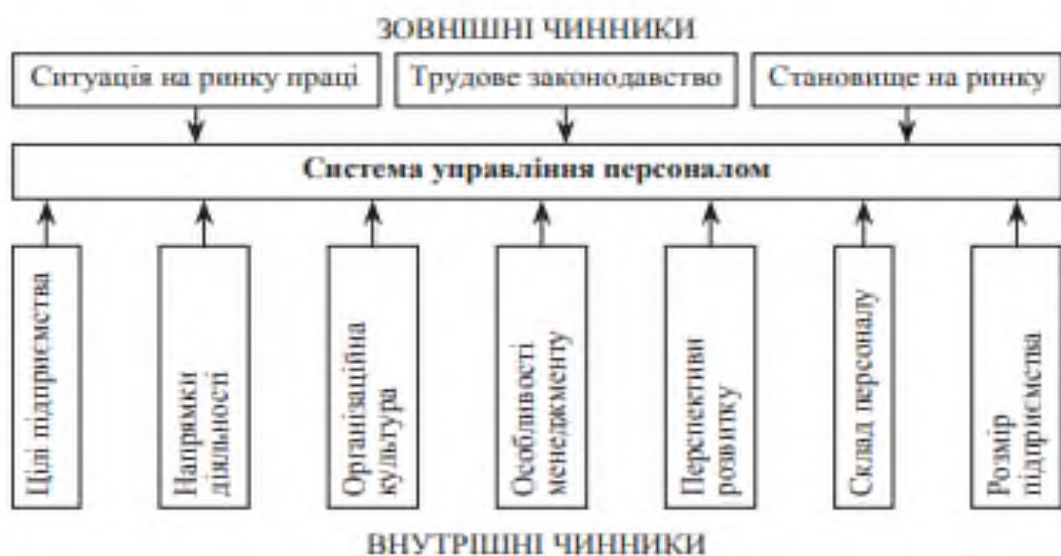 ЗОВНІШНІ ЧИННИКИ
Ситуація на ринку праці
Трудове законодавство
Становище на ринку
Система управління персоналом
Цілі підприємства
Напрямки
діяльності
Організаційна
культура
Особливості
менеджменту
Перспективи
розвитку
Склад персоналу
Розмір
підприємства
ВНУТРІШНІ ЧИННИКИ